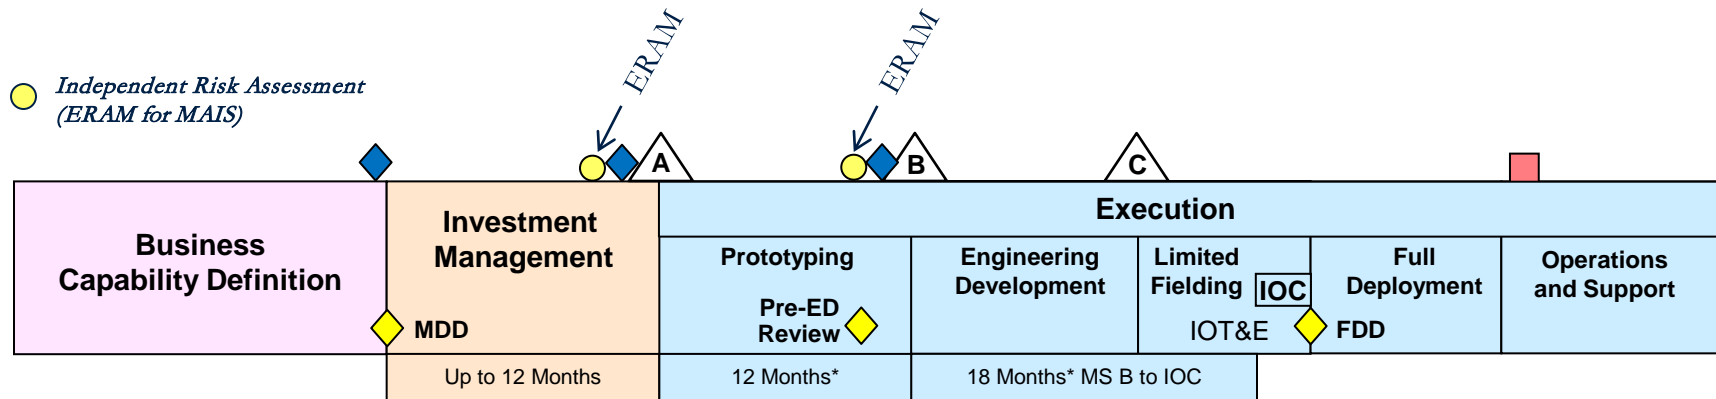 ERAM
ERAM
Independent Risk Assessment
(ERAM for MAIS)
A
B
C
Business
Capability Definition
Investment
Management
Execution
Prototyping
Engineering
Development
Limited
Fielding
IOC
Full
Deployment
Operations
and Support
Pre-ED
Review
MDD
IOT&E
FDD
Up to 12 Months
12 Months*
18 Months* MS B to IOC